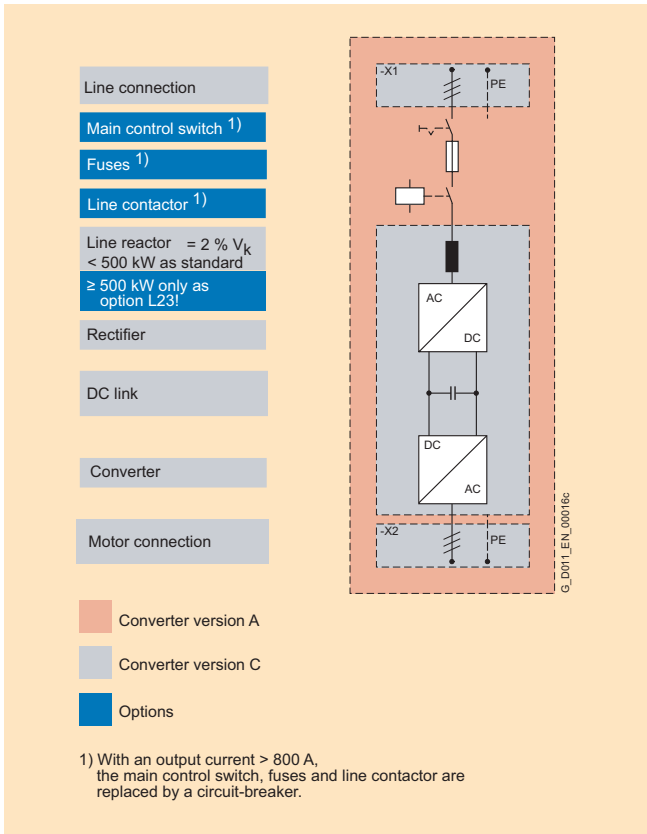 Line connection
Main control switch 1)
Fuses 1)
Line contactor 1)
Line reactor = 2 % Vk
< 500 kW as standard
≥ 500 kW only as
option L23!
Rectifier
DC link
Converter
Motor connection
-X1
PE
AC
DC
DC
AC
-X2
PE
G_D011_EN_00016c
Converter version A
Converter version C
Options
1) With an output current > 800 A,
the main control switch, fuses and line contactor are
replaced by a circuit-breaker.